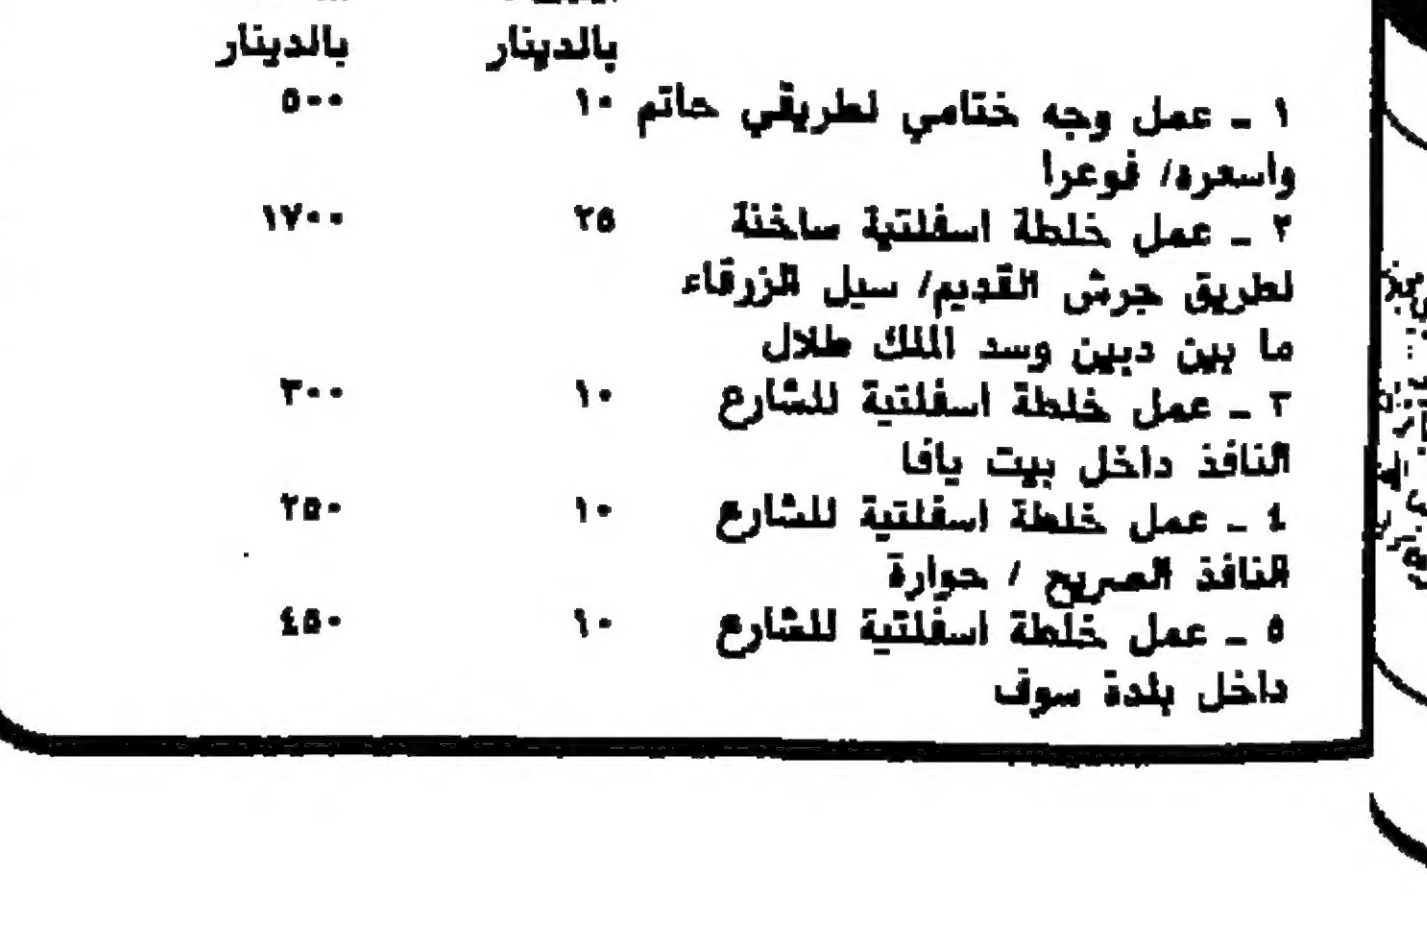 بالدينار بالدينار
١ ـ عمل وجه ختامي لطريقي حاتم ١٠ ٥٠٠
واسعره/ فوعرا
٢ ـ عمل خلطة اسفلتية ساخنة ٢٥ ١٧٠٠
لطريق جرش القديم/ سيل الزرقاء
ما بين دبين وسد الملك طلال
٣ ـ عمل خلطة اسفلتية للشارع ١٠ ٣٠٠
النافذ داخل بيت يافا
٤ ـ عمل خلطة اسفلتية للشارع ١٠ ٢٥٠
النافذ الصريح / حوارة
٥ ـ عمل خلطة اسفلتية للشارع ١٠ ٤٥٠
داخل بلدة سوف